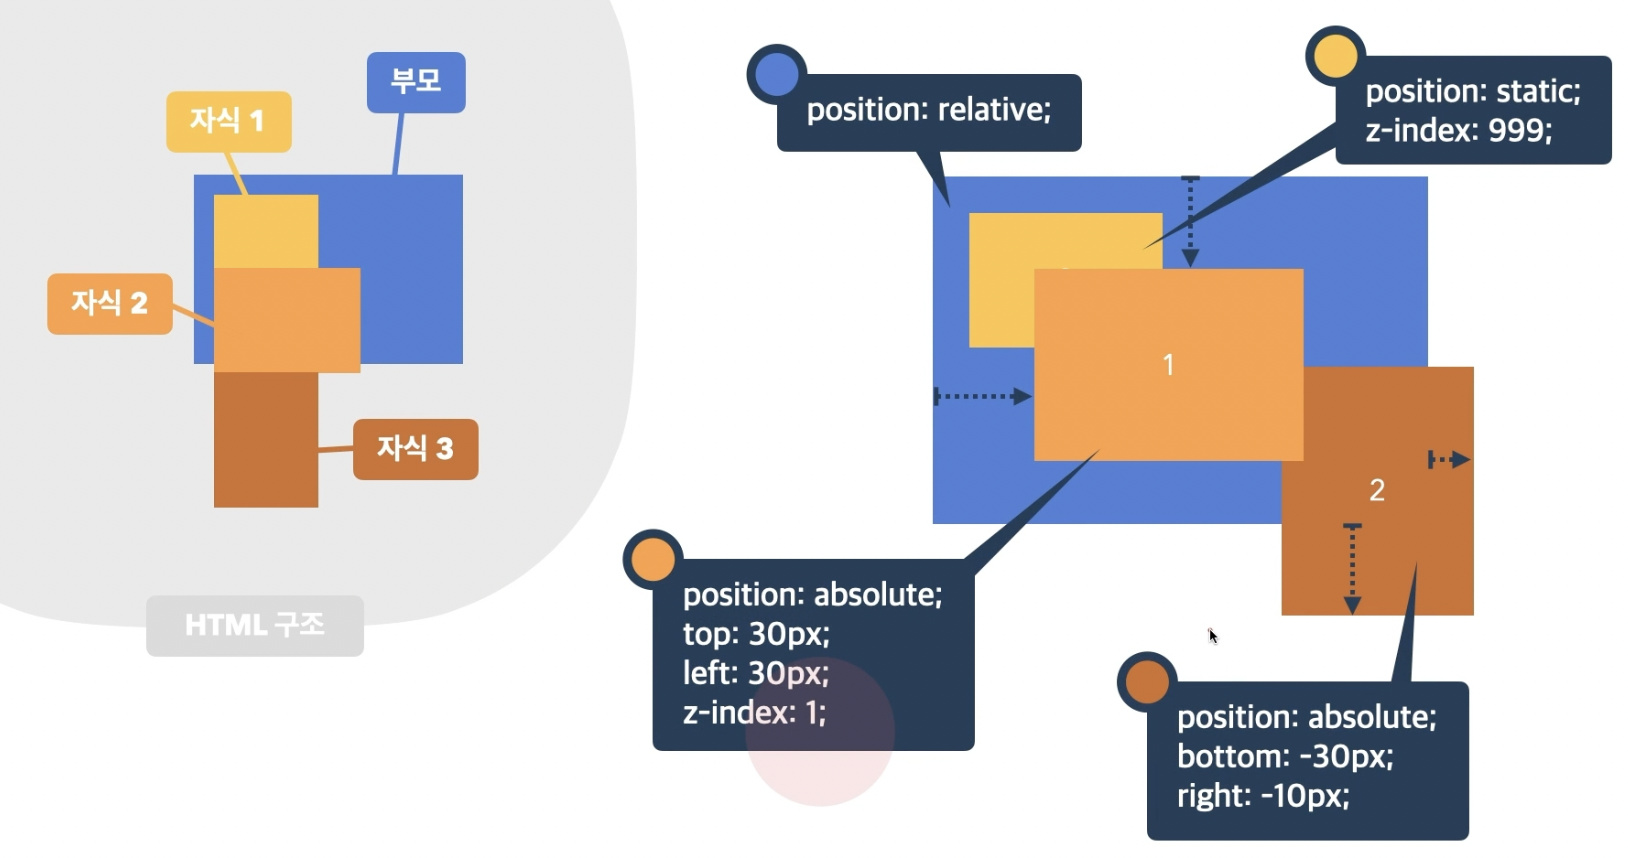 부모
자식 1
자식 2
자식 3
HTML 구조
position: relative;
position: static;
z-index: 999;
1
2
position: absolute;
top: 30px;
left: 30px;
z-index: 1;
position: absolute;
bottom: -30px;
right: -10px;